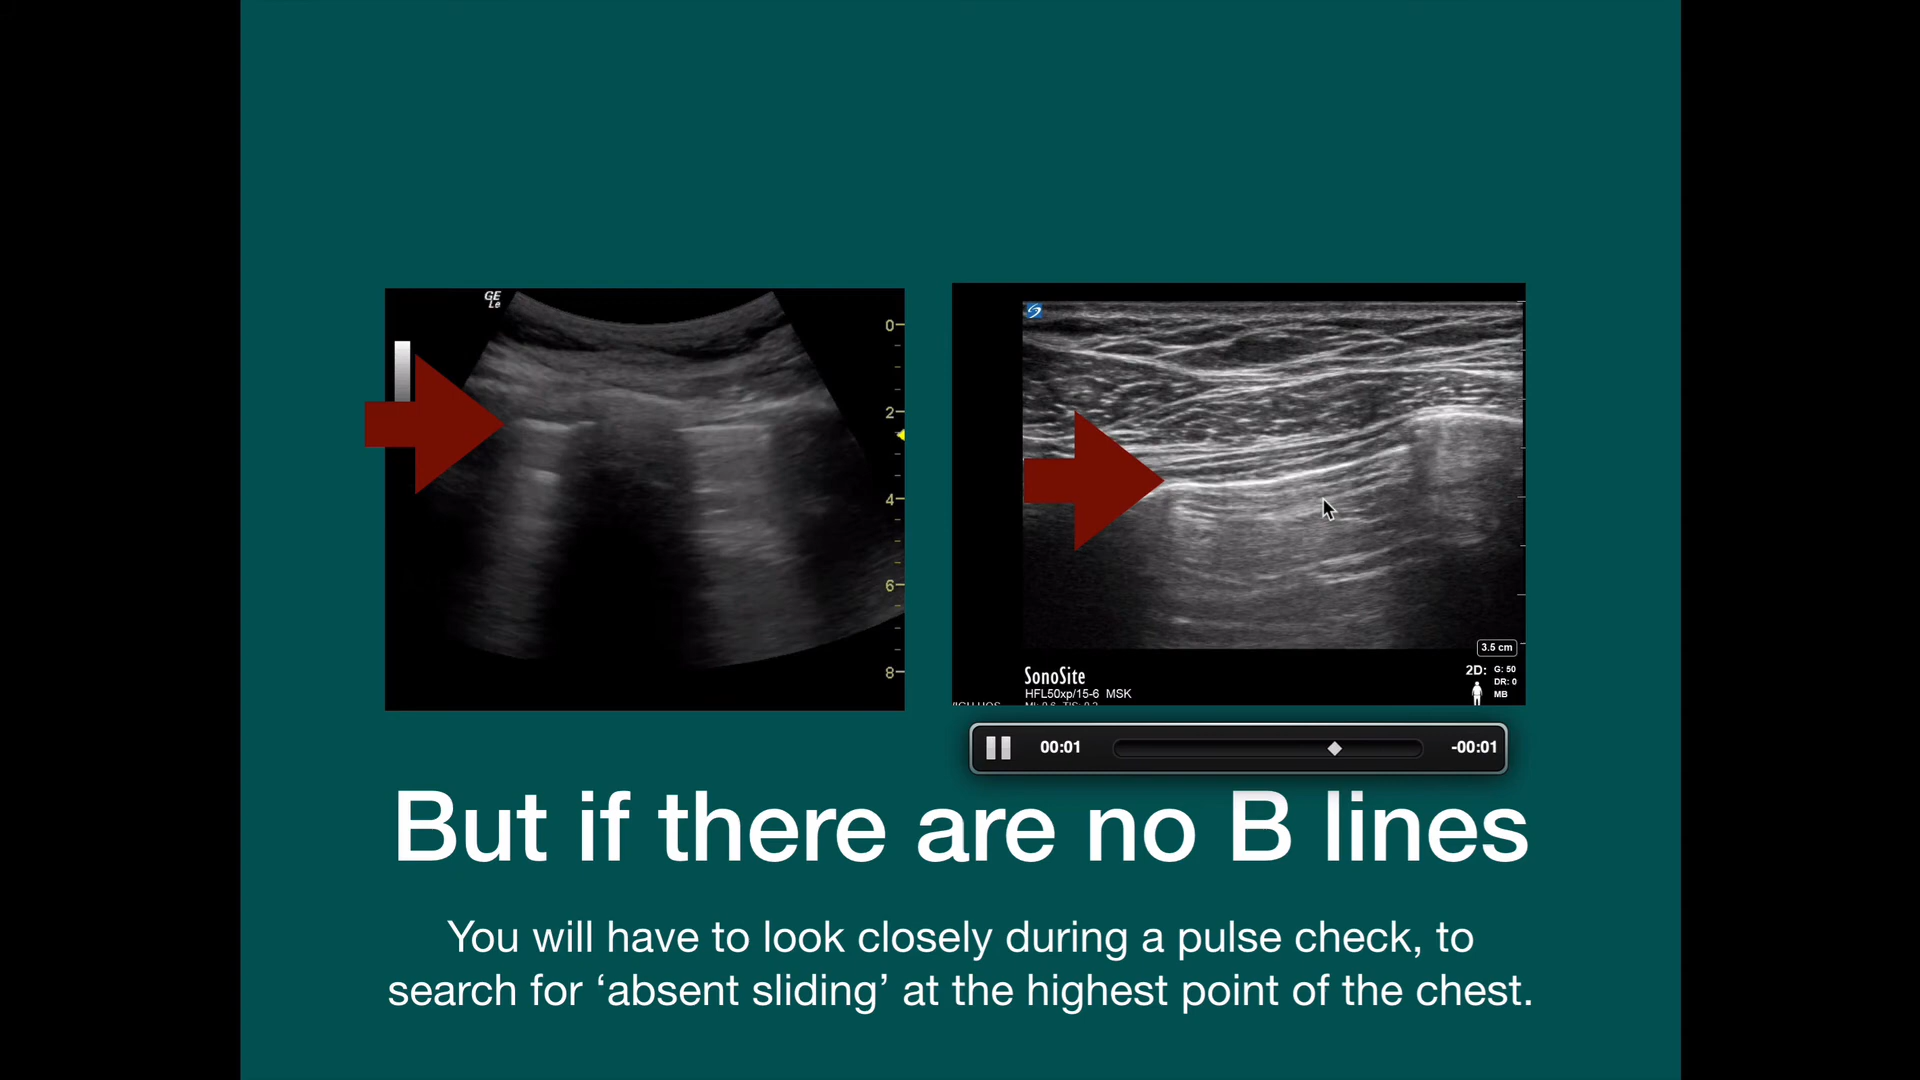 GE
Le
0
2
4
6
8
3.5 cm
SonoSite
HFL50xp/15-6 MSK
2D:
G: 50
DR: 0
MB
00:01
-00:01
But if there are no B lines
You will have to look closely during a pulse check, to
search for ‘absent sliding’ at the highest point of the chest.